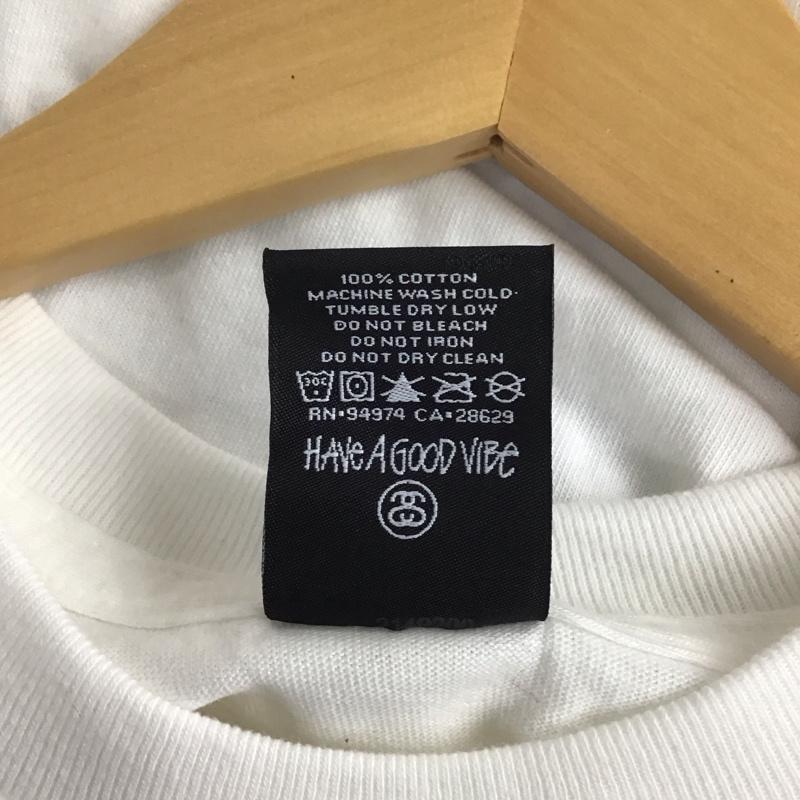 100% COTTON
MACHINE WASH COLD
TUMBLE DRY LOW
DO NOT BLEACH
DO NOT IRON
DO NOT DRY CLEAN
30C
RN▪94974 CA▪28629
HAVE A GOOD VIBE